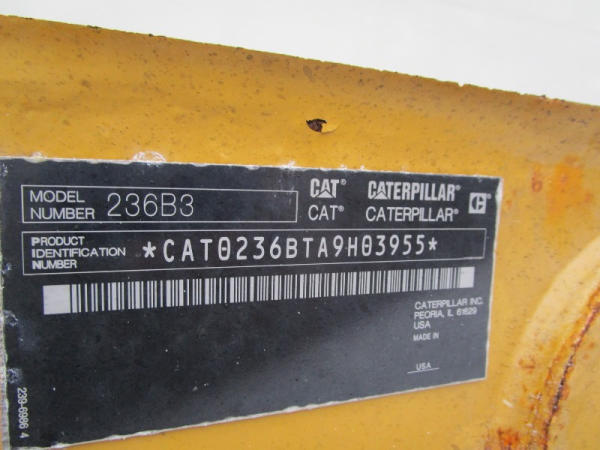 MODEL NUMBER 236B3
CAT® CATERPILLAR® C
CAT® CATERPILLAR®
PRODUCT IDENTIFICATION NUMBER *CAT0236BTA9H03955*
CATERPILLAR INC.
PEORIA, IL 61629
USA
MADE IN
USA
239-6986 4